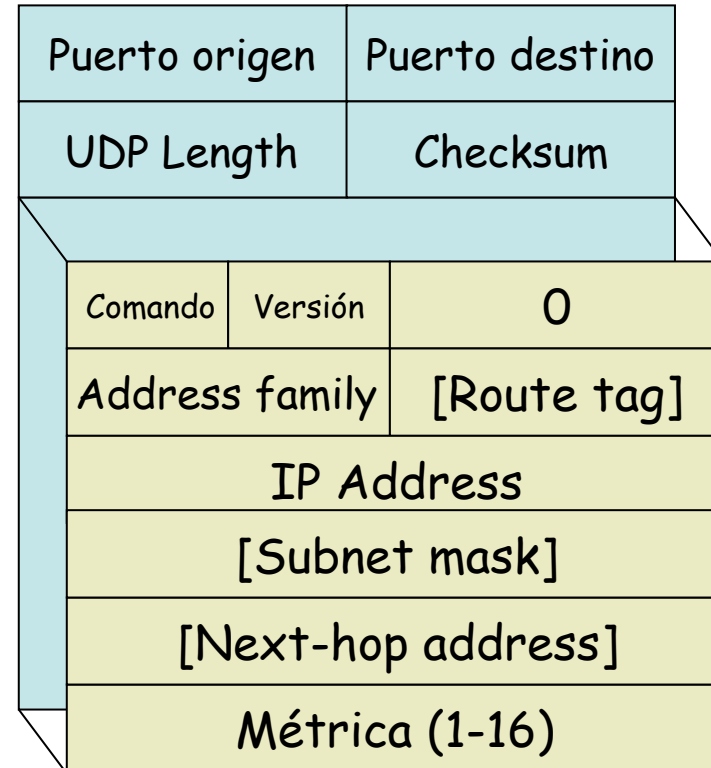 Puerto origen Puerto destino
UDP Length Checksum
Comando Versión 0
Address family [Route tag]
IP Address
[Subnet mask]
[Next-hop address]
Métrica (1-16)